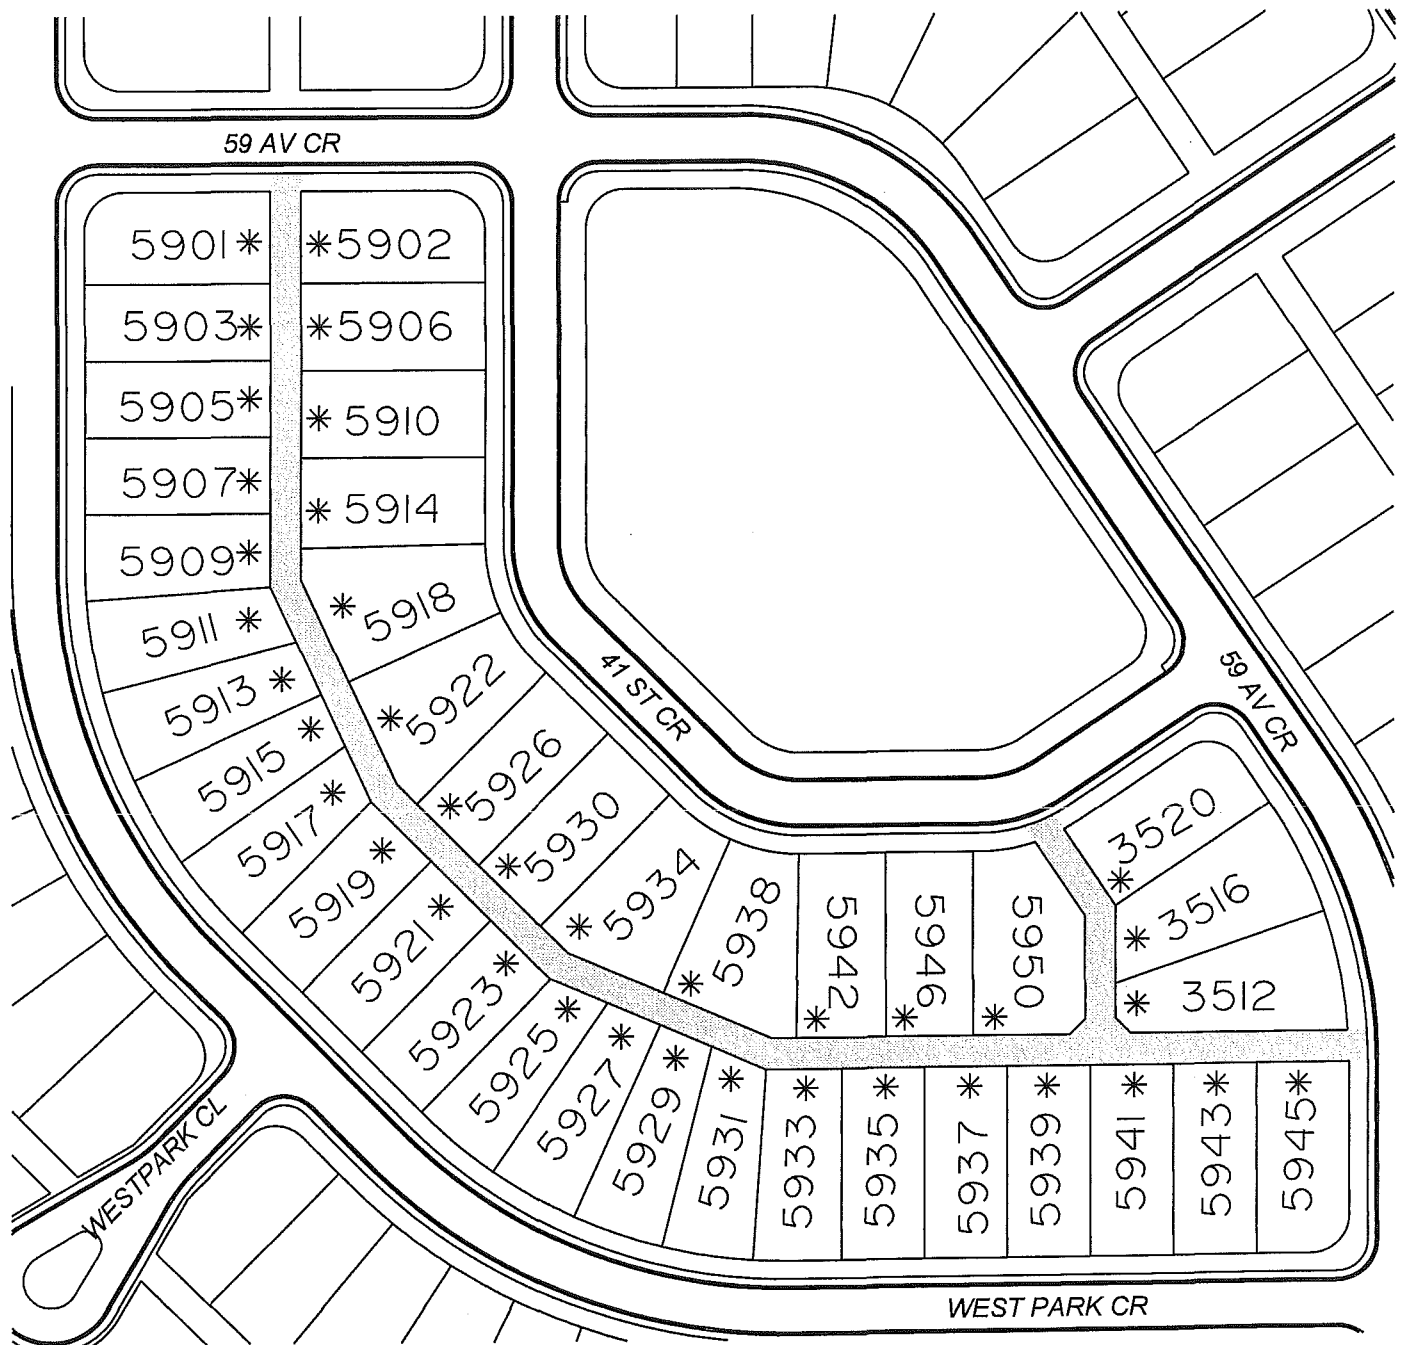 59 AV CR
5901* *5902
5903* *5906
5905* * 5910
5907* * 5914
5909* * 5918
5911 * * 5922
5913 * * 5926
5915 * * 5930
5917 * * 5934
5919 * * 5938
5921 * * 5942
5923 * * 5946
5925 * * 5950
5927 *
5929 *
5931 *
5933 *
5935 *
5937 *
5939 *
5941 *
5943 *
5945 *
3520 *
* 3516
* 3512
41 ST CR
59 AV CR
WESTPARK CL
WEST PARK CR